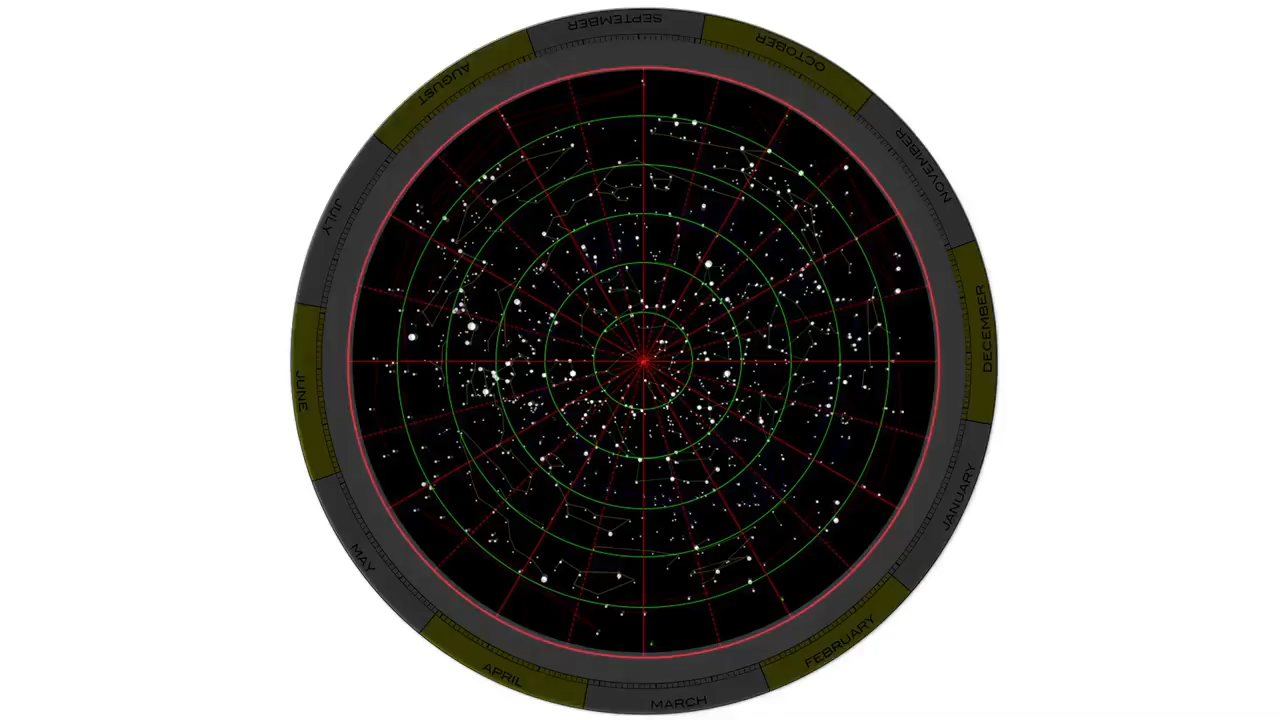 SEPTEMBER
OCTOBER
NOVEMBER
DECEMBER
JANUARY
FEBRUARY
MARCH
APRIL
MAY
JUNE
JULY
AUGUST